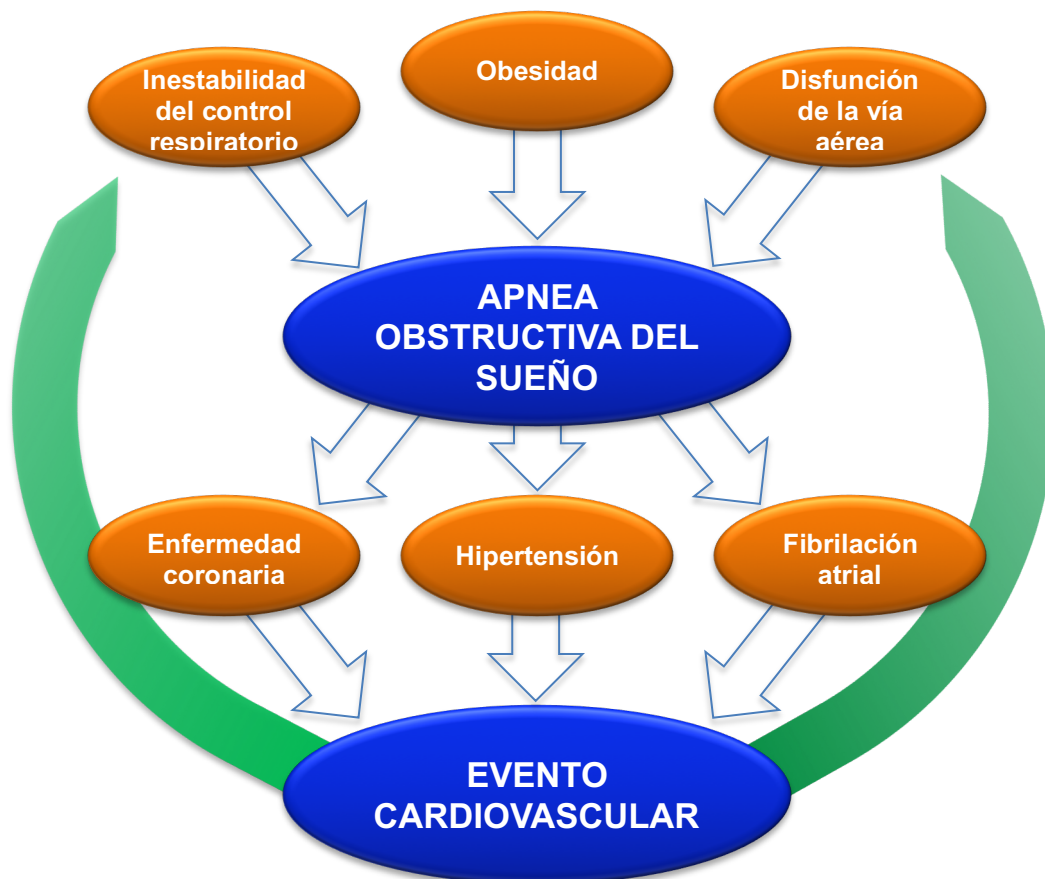 Inestabilidad
del control
respiratorio
Obesidad
Disfunción
de la vía
aérea
APNEA
OBSTRUCTIVA DEL
SUEÑO
Enfermedad
coronaria
Hipertensión
Fibrilación
atrial
EVENTO
CARDIOVASCULAR